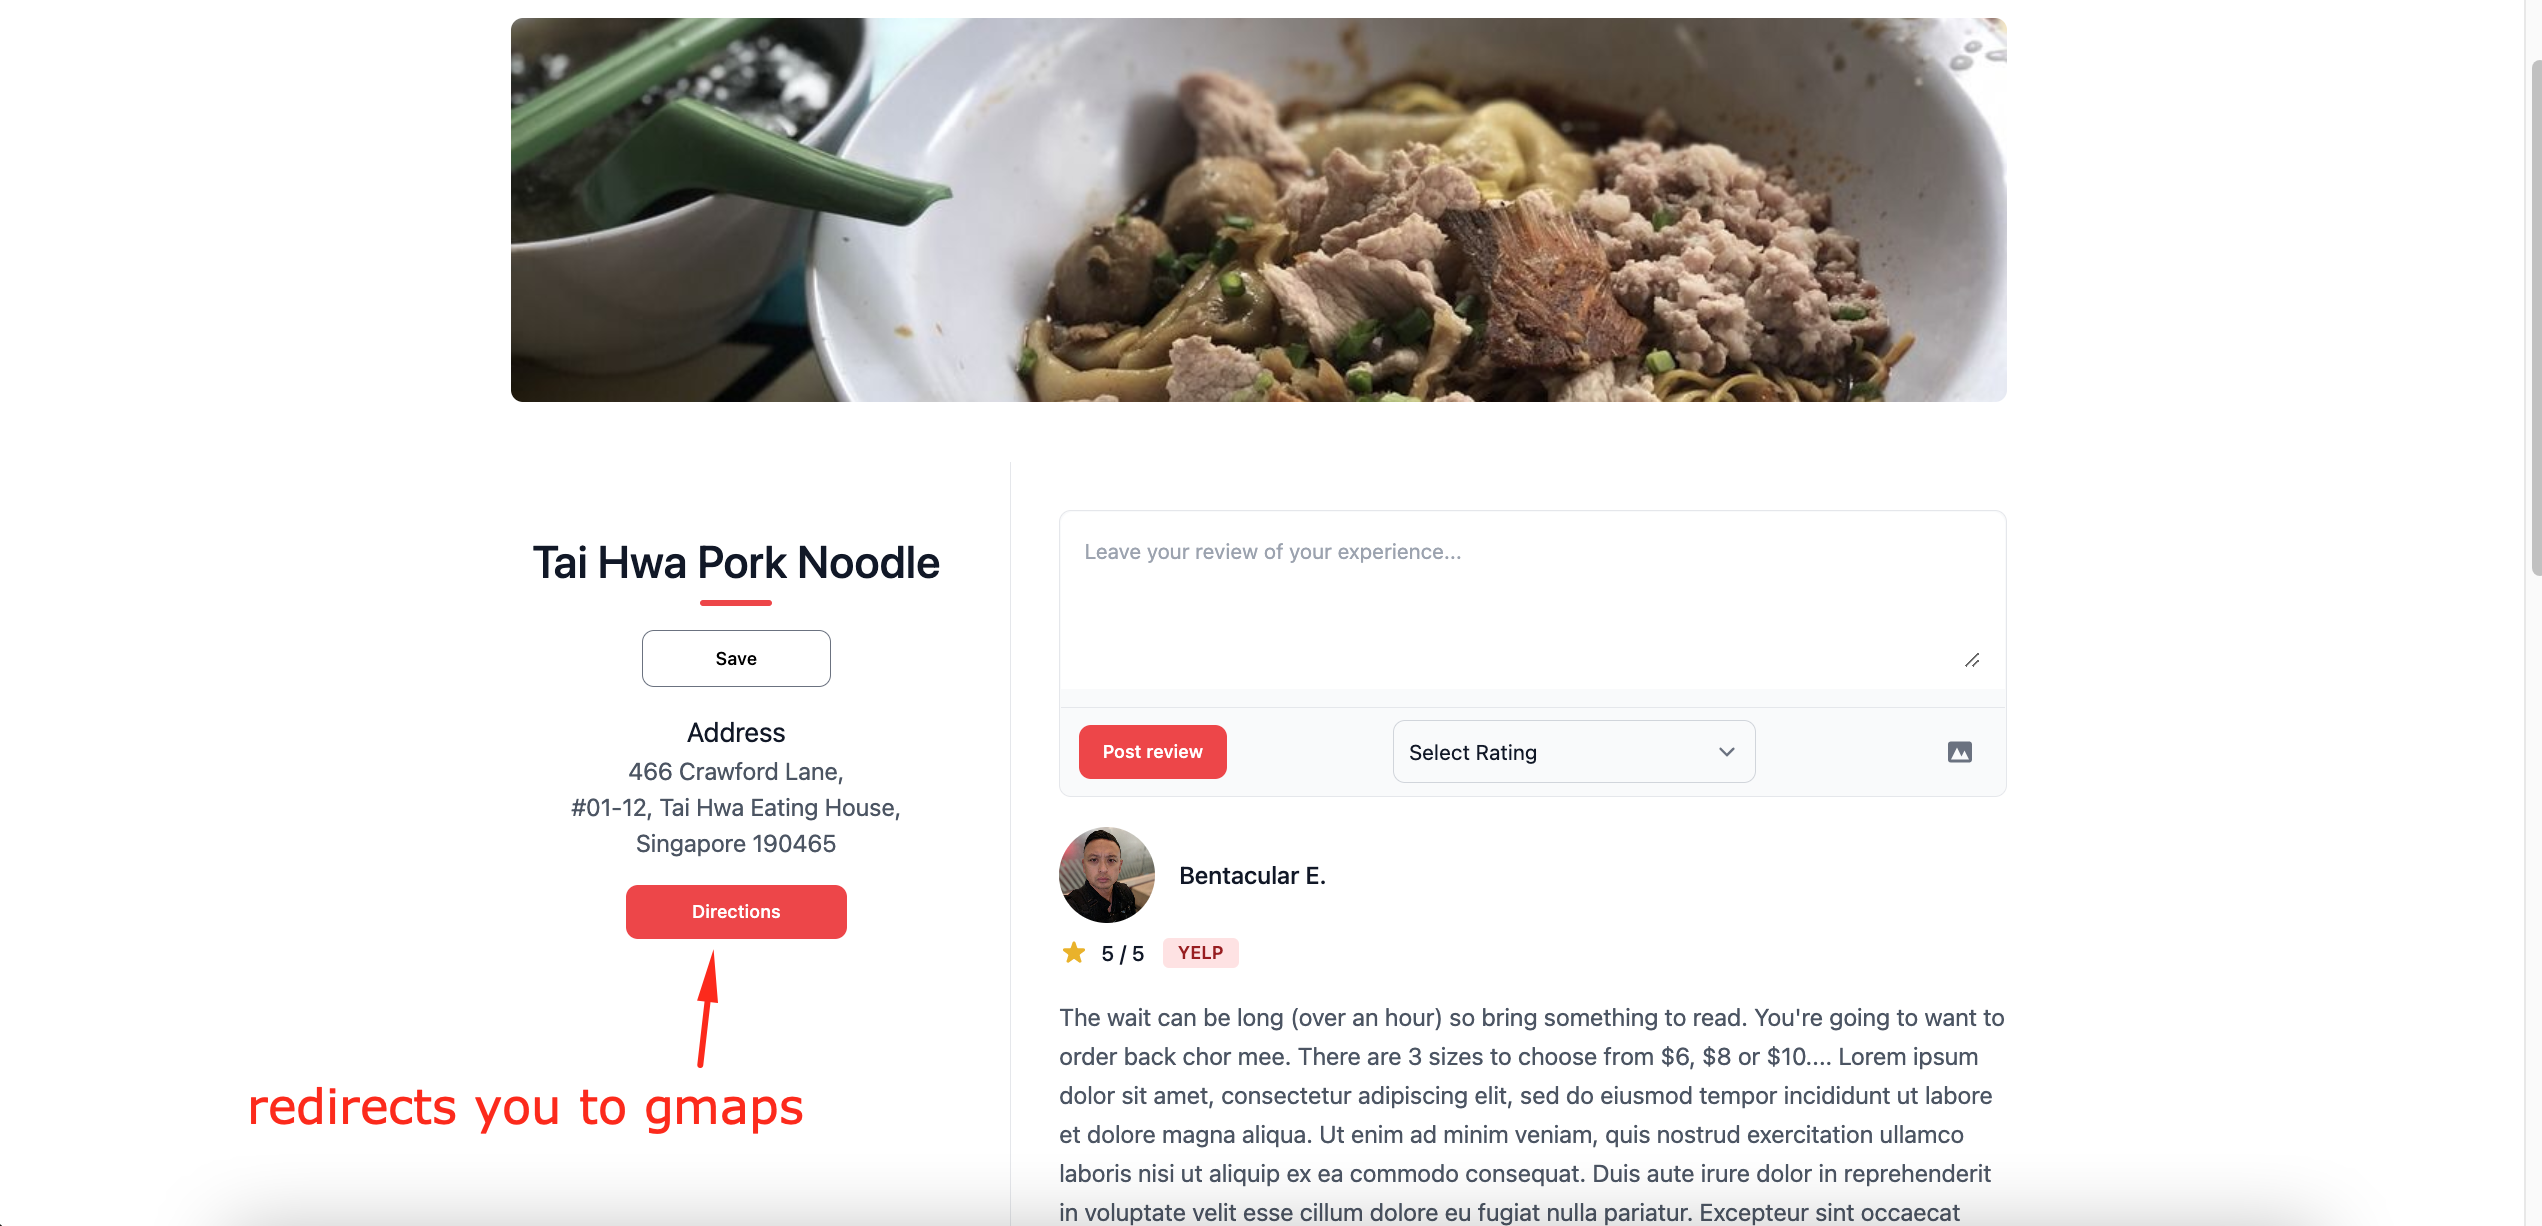 Tai Hwa Pork Noodle
Save
Address
466 Crawford Lane,
#01-12, Tai Hwa Eating House,
Singapore 190465
Directions
redirects you to gmaps
Leave your review of your experience...
Post review
Select Rating
Bentacular E.
5 / 5
YELP
The wait can be long (over an hour) so bring something to read. You're going to want to
order back chor mee. There are 3 sizes to choose from $6, $8 or $10.... Lorem ipsum
dolor sit amet, consectetur adipiscing elit, sed do eiusmod tempor incididunt ut labore
et dolore magna aliqua. Ut enim ad minim veniam, quis nostrud exercitation ullamco
laboris nisi ut aliquip ex ea commodo consequat. Duis aute irure dolor in reprehenderit
in voluptate velit esse cillum dolore eu fugiat nulla pariatur. Excepteur sint occaecat